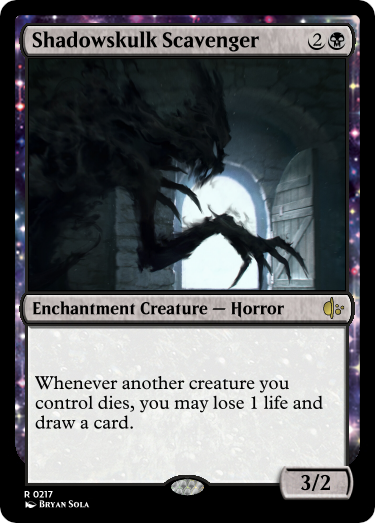 Shadowskulk Scavenger 2
Enchantment Creature — Horror
Whenever another creature you
control dies, you may lose 1 life and
draw a card.
3/2
R 0217
Bryan Sola